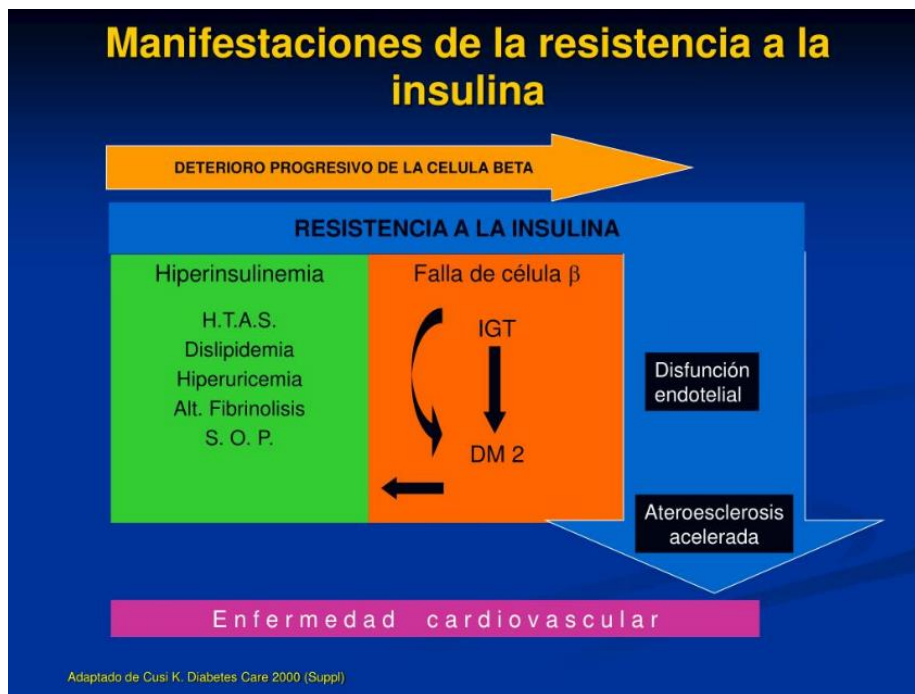 Manifestaciones de la resistencia a la
insulina
DETERIORO PROGRESIVO DE LA CELULA BETA
RESISTENCIA A LA INSULINA
Hiperinsulinemia
H.T.A.S.
Dislipidemia
Hiperuricemia
Alt. Fibrinolisis
S. O. P.
Falla de célula β
IGT
DM 2
Disfunción
endotelial
Ateroesclerosis
acelerada
Enfermedad cardiovascular
Adaptado de Cusi K. Diabetes Care 2000 (Suppl)